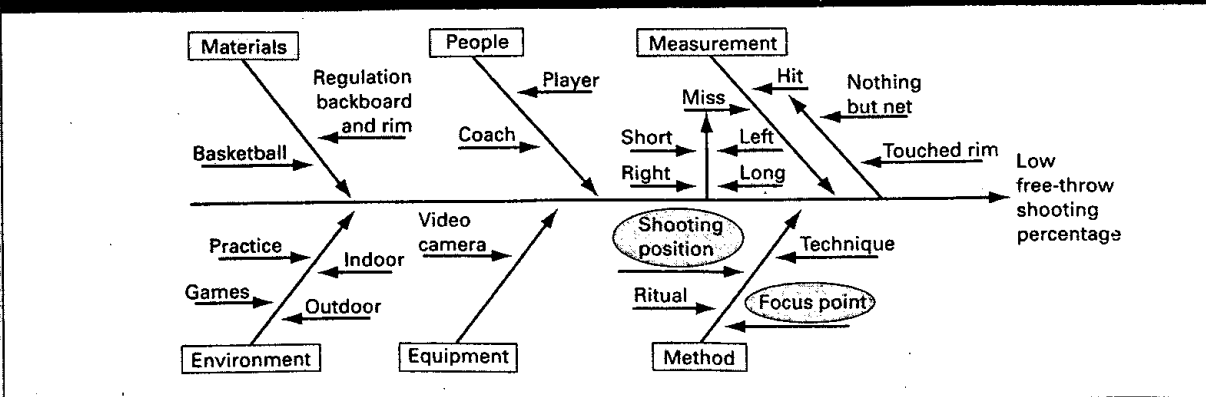 Materials
People
Measurement
Regulation
backboard
and rim
Basketball
Player
Coach
Hit
Miss
Nothing
but net
Short
Left
Right
Long
Touched rim
Low
free-throw
shooting
percentage
Practice
Indoor
Games
Outdoor
Video
camera
Shooting
position
Technique
Ritual
Focus point
Environment
Equipment
Method